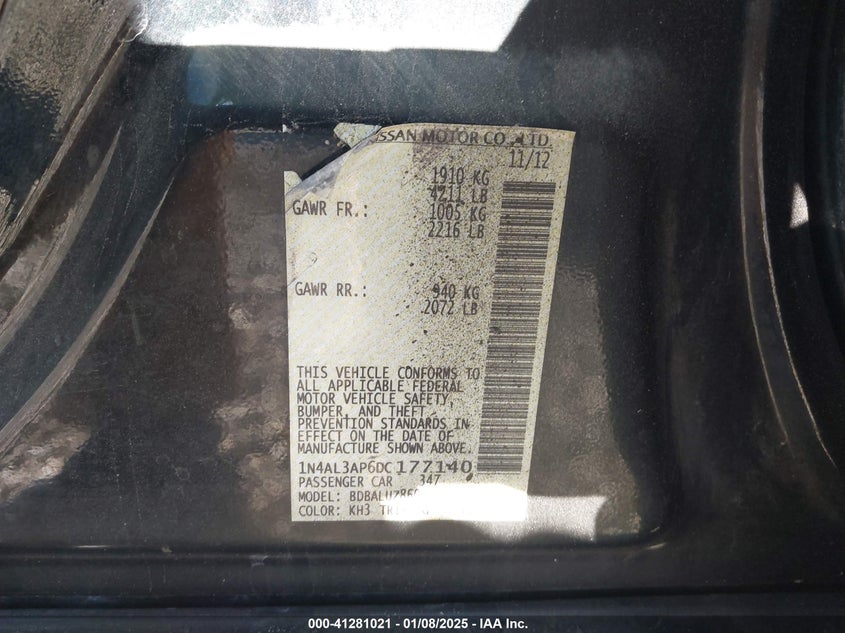 SSAN MOTOR CO., LTD.
11/12
1910 KG
4211 LB
GAWR FR.: 1005 KG
2216 LB
GAWR RR.: 940 KG
2072 LB
THIS VEHICLE CONFORMS TO
ALL APPLICABLE FEDERAL
MOTOR VEHICLE SAFETY,
BUMPER, AND THEFT
PREVENTION STANDARDS IN
EFFECT ON THE DATE OF
MANUFACTURE SHOWN ABOVE.
1N4AL3AP6DC177140
PASSENGER CAR 347
MODEL:
COLOR: KH3
000-41281021 - 01/08/2025 - IAA Inc.